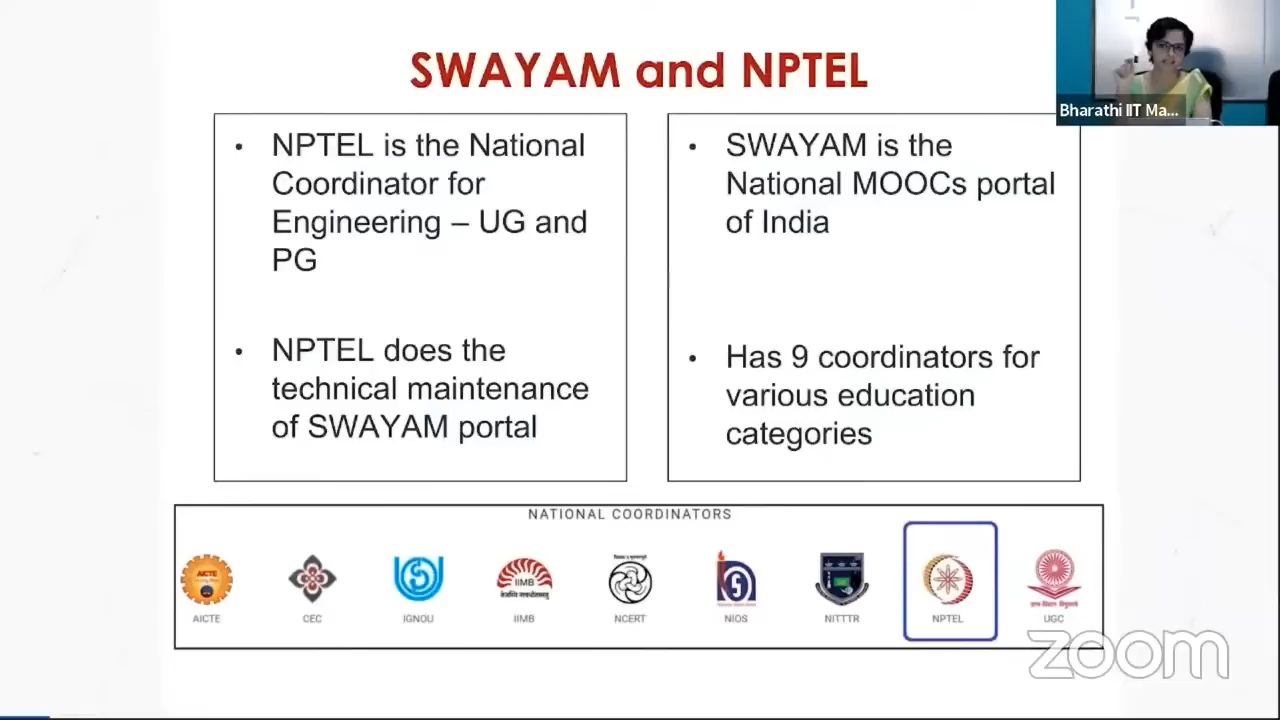 SWAYAM and NPTEL
Bharathi IIT Ma...
• NPTEL is the National
Coordinator for
Engineering – UG and
PG
• NPTEL does the
technical maintenance
of SWAYAM portal
• SWAYAM is the
National MOOCs portal
of India
• Has 9 coordinators for
various education
categories
NATIONAL COORDINATORS
AICTE
IIMB
AICTE
CEC
IGNOU
IIMB
NCERT
NIOS
NITTTR
NPTEL
UGC
zoom